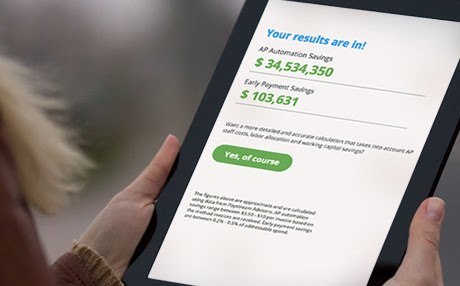 Your results are in!
AP Automation Savings
$ 34,534,350
Early Payment Savings
$ 103,631
Want a more detailed and accurate calculation that takes into account AP
staff costs, labor allocation and working capital savings?
Yes, of course
The figures above are approximate and are calculated
using data from Paystream Advisors. AP automation
savings range between $3.50 - $10 per invoice based on
the method invoices are received. Early payment savings
are between 0.2% - 0.5% of addressable spend.